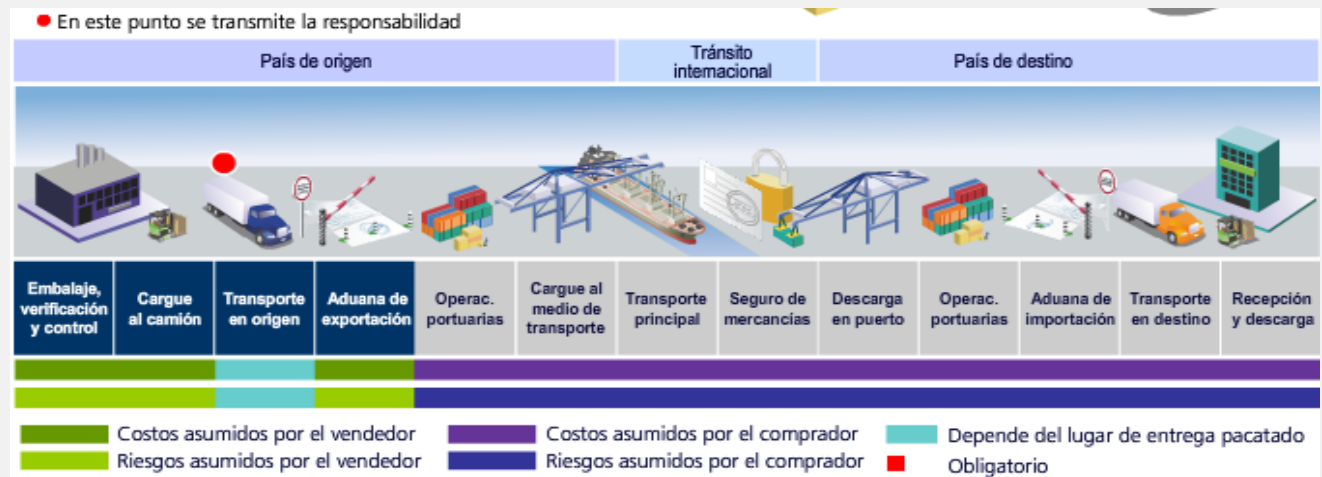 En este punto se transmite la responsabilidad
País de origen
Tránsito
internacional
País de destino
Embalaje,
verificación
y control
Cargue
al camión
Transporte
en origen
Aduana de
exportación
Operac.
portuarias
Cargue al
medio de
transporte
Transporte
principal
Seguro de
mercancias
Descarga
en puerto
Operac.
portuarias
Aduana de
importación
Transporte
en destino
Recepción
y descarga
Costos asumidos por el vendedor
Costos asumidos por el comprador
Depende del lugar de entrega pacatado
Riesgos asumidos por el vendedor
Riesgos asumidos por el comprador
Obligatorio